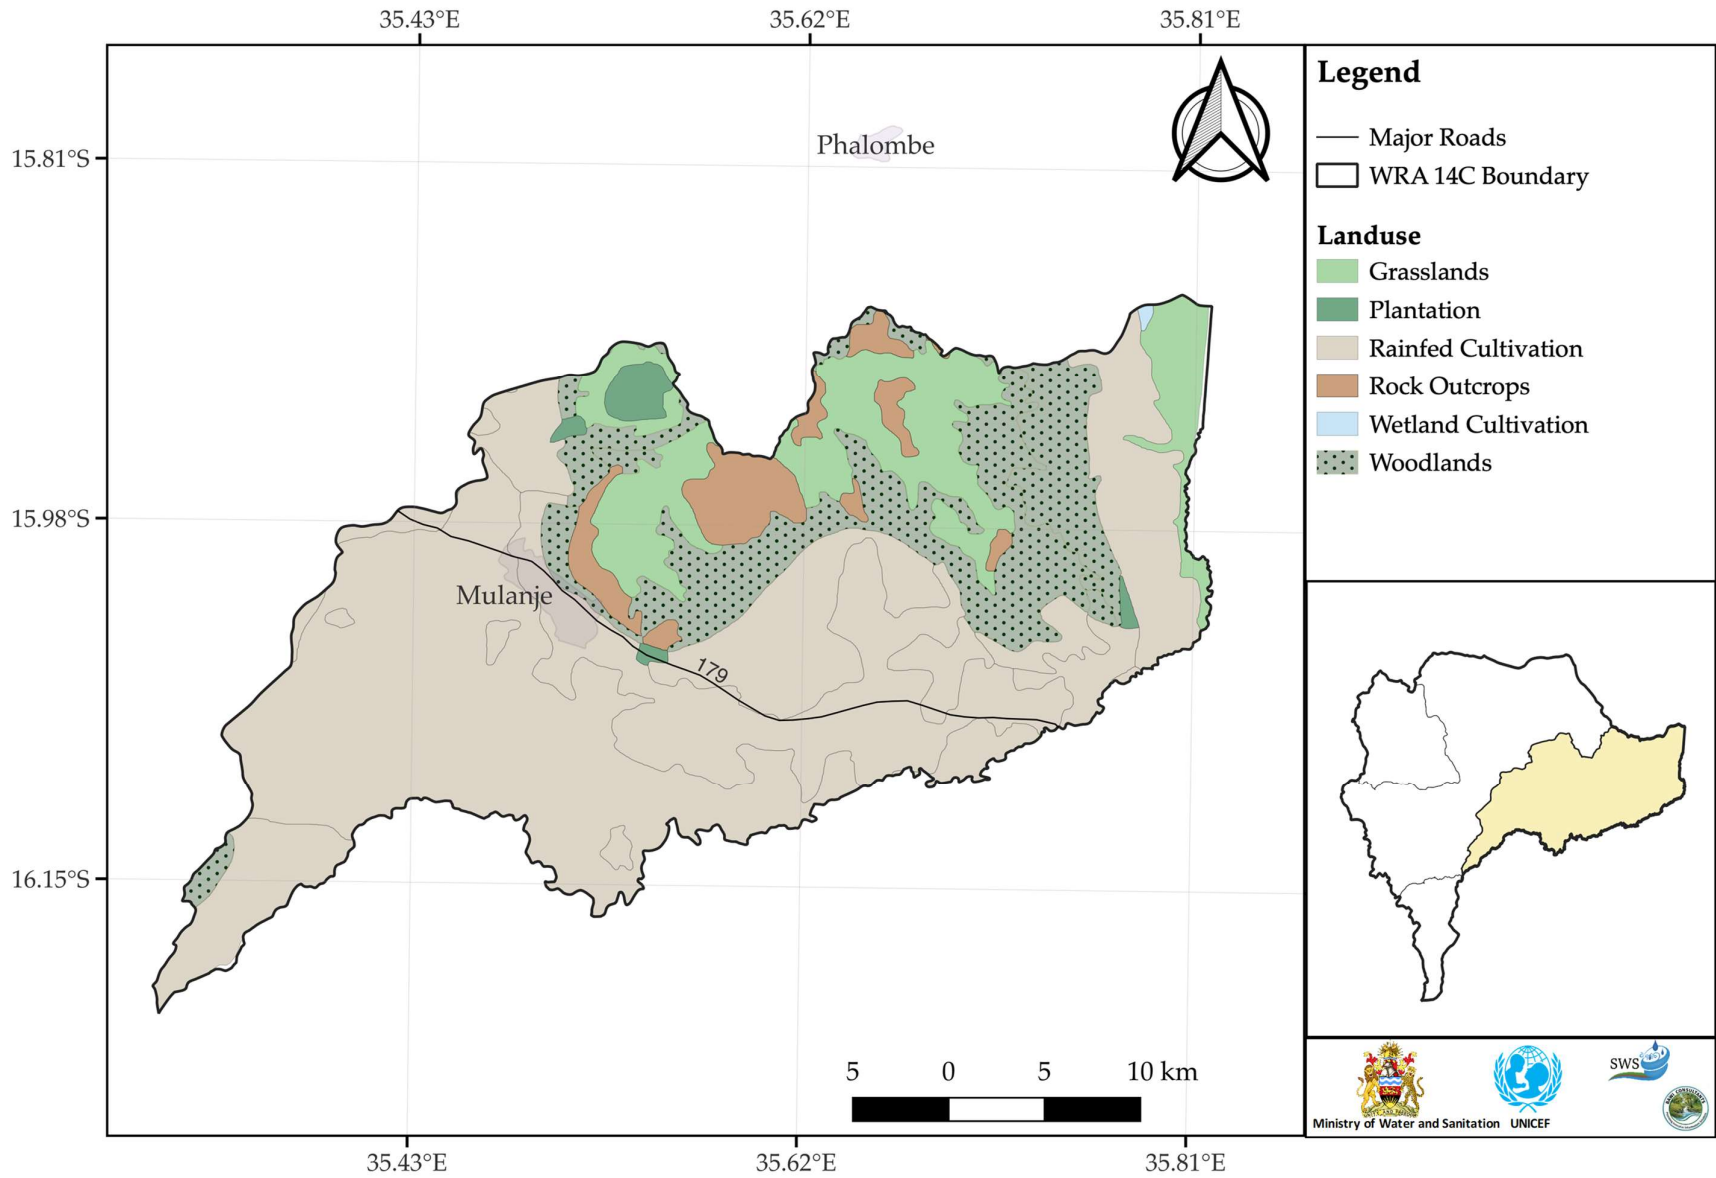 35.43°E 35.62°E 35.81°E
Legend
Major Roads
WRA 14C Boundary
Landuse
Grasslands
Plantation
Rainfed Cultivation
Rock Outcrops
Wetland Cultivation
Woodlands
15.81°S
Phalombe
15.98°S
Mulanje
179
16.15°S
5 0 5 10 km
35.43°E 35.62°E 35.81°E
SWS
Ministry of Water and Sanitation UNICEF